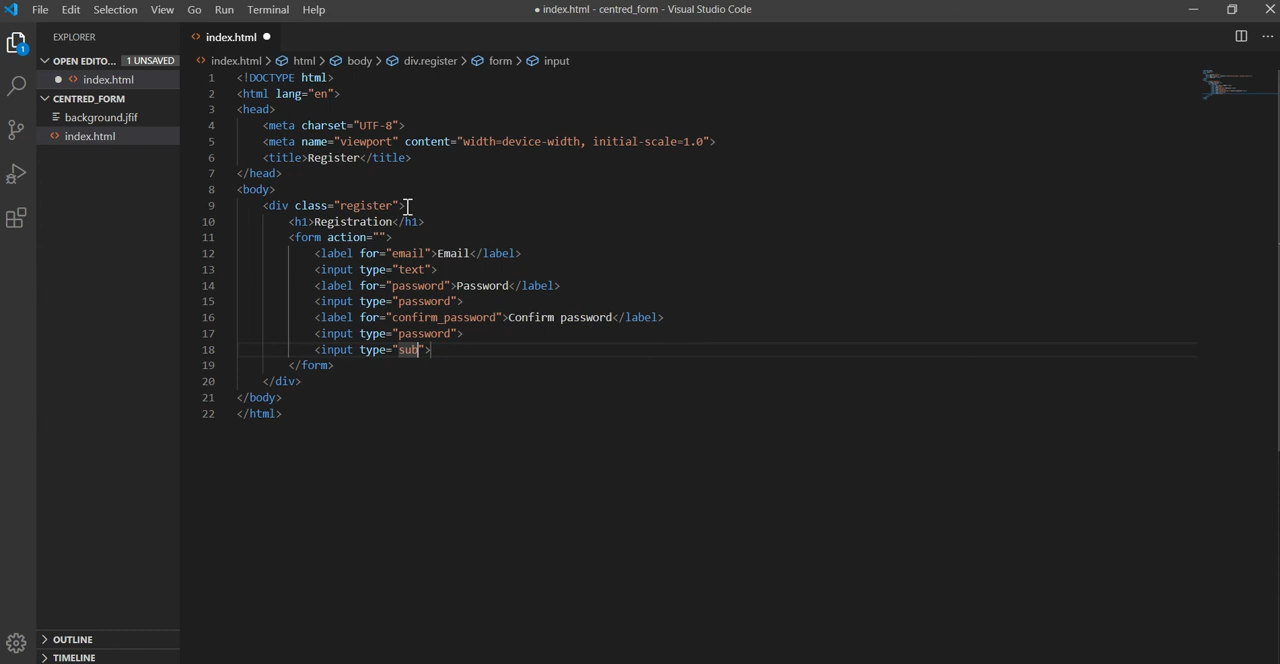 File Edit Selection View Go Run Terminal Help
● index.html - centred_form - Visual Studio Code
1
EXPLORER
OPEN EDITO... 1 UNSAVED
index.html
CENTRED_FORM
background.jfif
index.html
OUTLINE
TIMELINE
index.html
index.html > html > body > div.register > form > input
1 <!DOCTYPE html>
2 <html lang="en">
3 <head>
4 <meta charset="UTF-8">
5 <meta name="viewport" content="width=device-width, initial-scale=1.0">
6 <title>Register</title>
7 </head>
8 <body>
9 <div class="register">
10 <h1>Registration</h1>
11 <form action="">
12 <label for="email">Email</label>
13 <input type="text">
14 <label for="password">Password</label>
15 <input type="password">
16 <label for="confirm_password">Confirm password</label>
17 <input type="password">
18 <input type="sub">
19 </form>
20 </div>
21 </body>
22 </html>